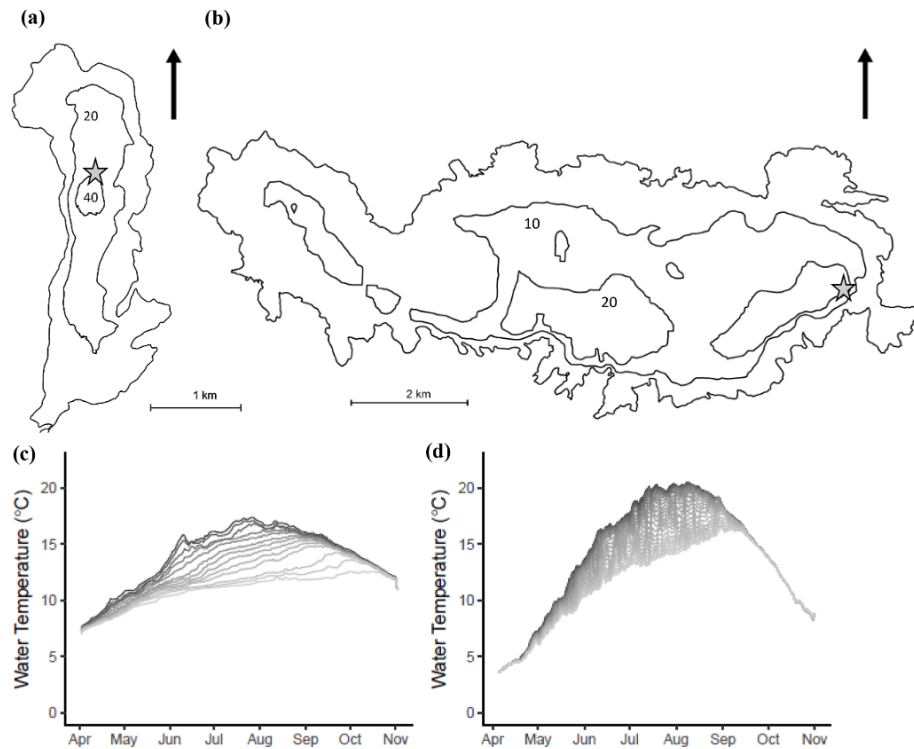 (a)
(b)
20
40
10
20
1 km
2 km
(c)
(d)
Water Temperature (°C)
20
15
10
5
0
Apr May Jun Jul Aug Sep Oct Nov
Water Temperature (°C)
20
15
10
5
0
Apr May Jun Jul Aug Sep Oct Nov